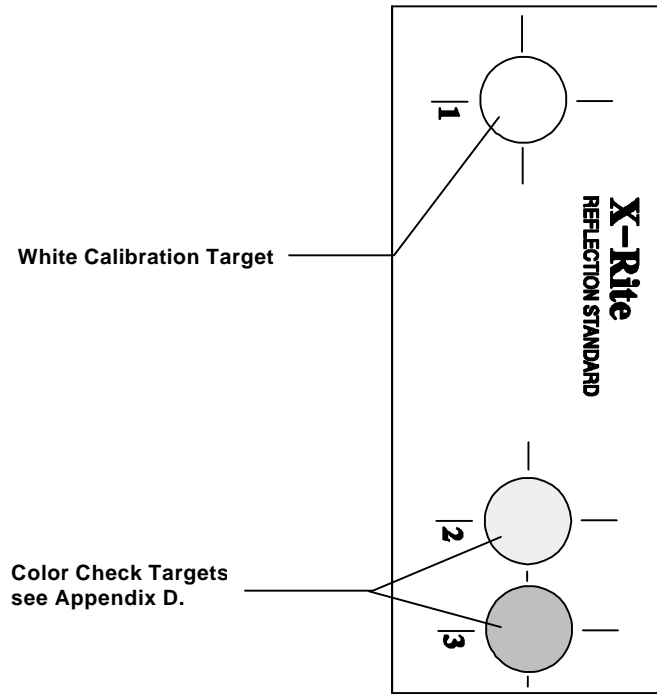 1
X-Rite
REFLECTION STANDARD
White Calibration Target
2
Color Check Targets
see Appendix D.
3